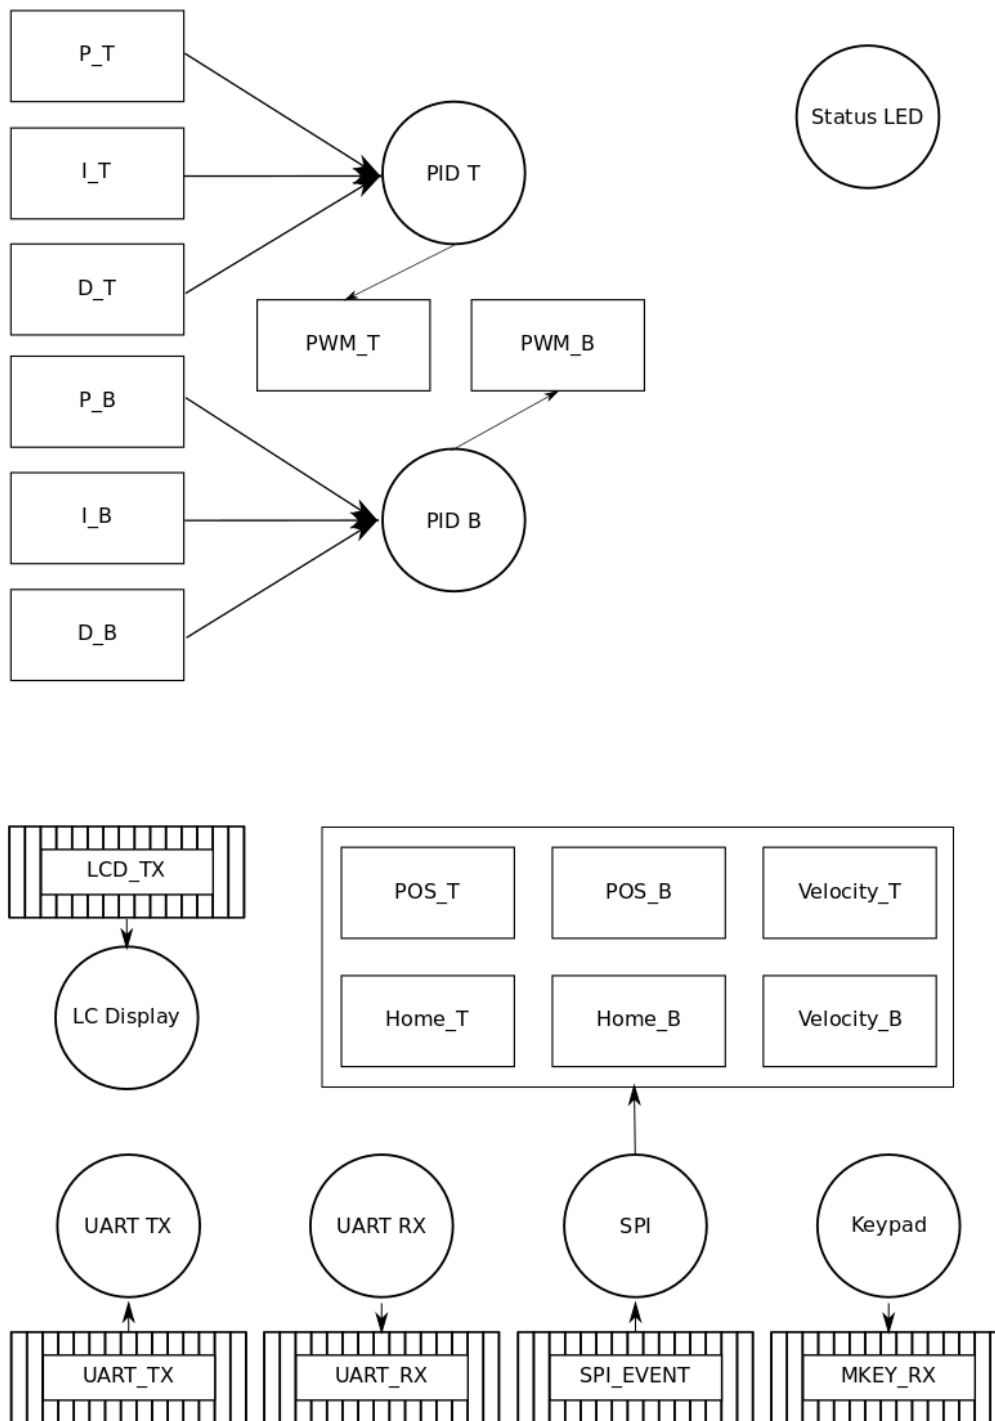 P_T
Status LED
I_T
PID T
D_T
PWM_T
PWM_B
P_B
I_B
PID B
D_B
LCD_TX
POS_T
POS_B
Velocity_T
LC Display
Home_T
Home_B
Velocity_B
UART TX
UART RX
SPI
Keypad
UART_TX
UART_RX
SPI_EVENT
MKEY_RX